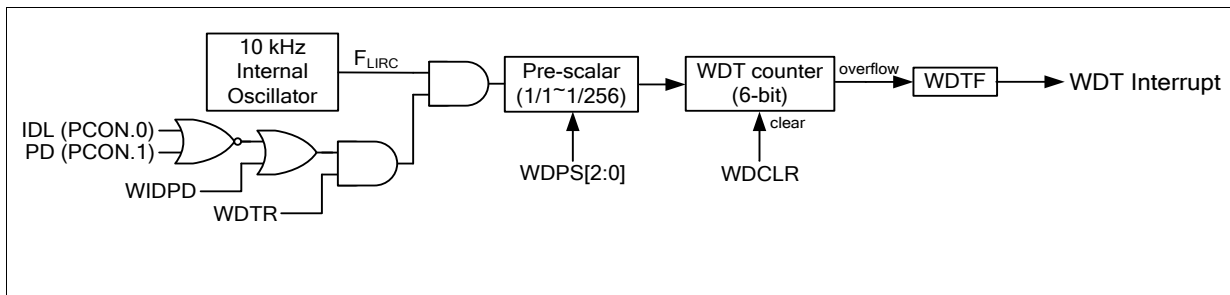 10 kHz
Internal
Oscillator
FLIRC
Pre-scalar
(1/1~1/256)
WDT counter
(6-bit)
overflow
WDTF
WDT Interrupt
clear
IDL (PCON.0)
PD (PCON.1)
WIDPD
WDTR
WDPS[2:0]
WDCLR